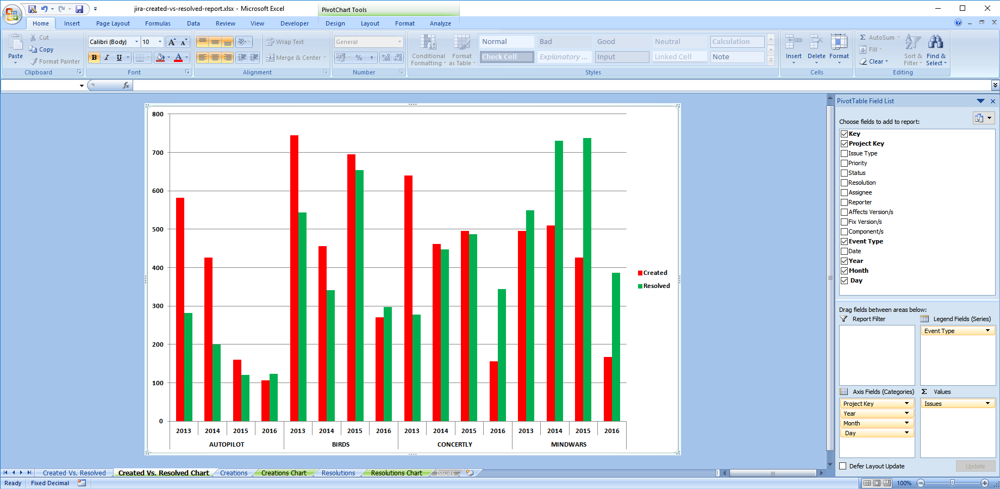 jira-created-vs-resolved-report.xlsx - Microsoft Excel
PivotChart Tools
Home Insert Page Layout Formulas Data Review View Developer Design Layout Format Analyze
Paste
Cut
Copy
Format Painter
Clipboard
Calibri (Body) 10
B I U A
Font
Wrap Text
Merge & Center
Alignment
General
% ,
Number
Conditional Formatting
Format as Table
Normal Bad Good Neutral Calculation
Check Cell Explanatory ... Input Linked Cell Note
Styles
Insert Delete Format
Cells
Σ AutoSum
Fill
Clear
Sort & Filter
Find & Select
Editing
fx
800
700
600
500
400
300
200
100
0
2013 2014 2015 2016 2013 2014 2015 2016 2013 2014 2015 2016 2013 2014 2015 2016
AUTOPILOT BIRDS CONCERTLY MINDWARS
Created
Resolved
PivotTable Field List
Choose fields to add to report:
Key
Project Key
Issue Type
Priority
Status
Resolution
Assignee
Reporter
Affects Version/s
Fix Version/s
Component/s
Event Type
Date
Year
Month
Day
Drag fields between areas below:
Report Filter
Legend Fields (Series)
Event Type
Axis Fields (Categories)
Σ Values
Project Key
Year
Month
Day
Issues
Defer Layout Update
Update
Created Vs. Resolved Created Vs. Resolved Chart Creations Creations Chart Resolutions Resolutions Chart Issues
Ready Fixed Decimal
100%